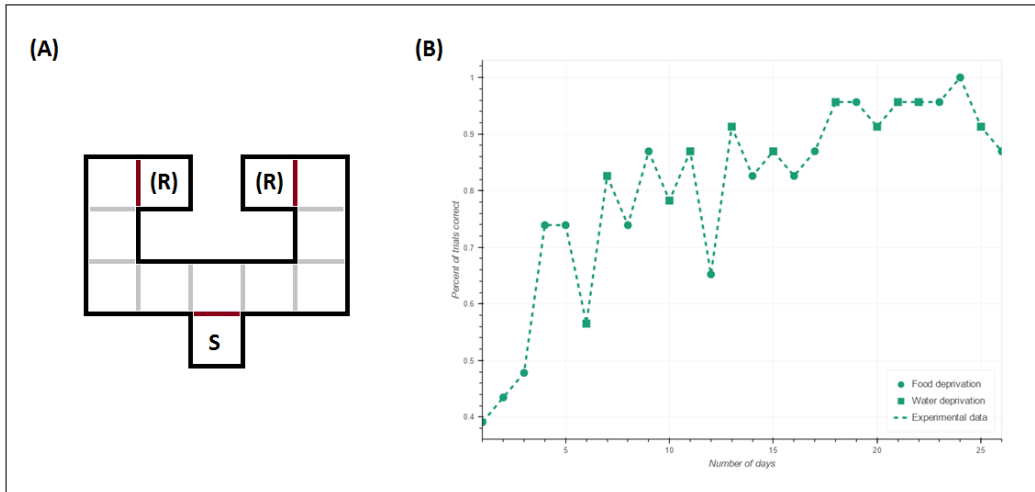 (A)
(R) (R)
S
(B)
Percent of trials correct
1
0.9
0.8
0.7
0.6
0.5
0.4
5 10 15 20 25
Number of days
Food deprivation
Water deprivation
Experimental data